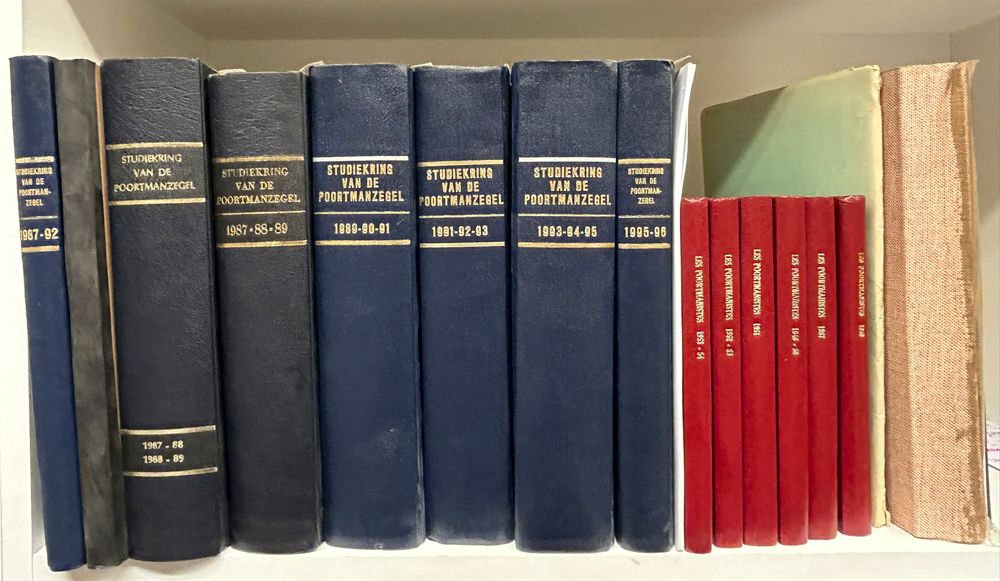 STUDIEKRING
VAN DE
POORTMAN-
ZEGEL
1987-92
STUDIEKRING
VAN DE
POORTMANZEGEL
1987 - 88
1988 - 89
STUDIEKRING
VAN DE
POORTMANZEGEL
1987-88-89
STUDIEKRING
VAN DE
POORTMANZEGEL
1989-90-91
STUDIEKRING
VAN DE
POORTMANZEGEL
1991-92-93
STUDIEKRING
VAN DE
POORTMANZEGEL
1993-94-95
STUDIEKRING
VAN DE
POORTMAN-
ZEGEL
1995-96
LES POORTMANISTES 1953-54
LES POORTMANISTES
LES POORTMANISTES 1951
LES POORTMANISTES
LES POORTMANISTES
LES POORTMANISTES